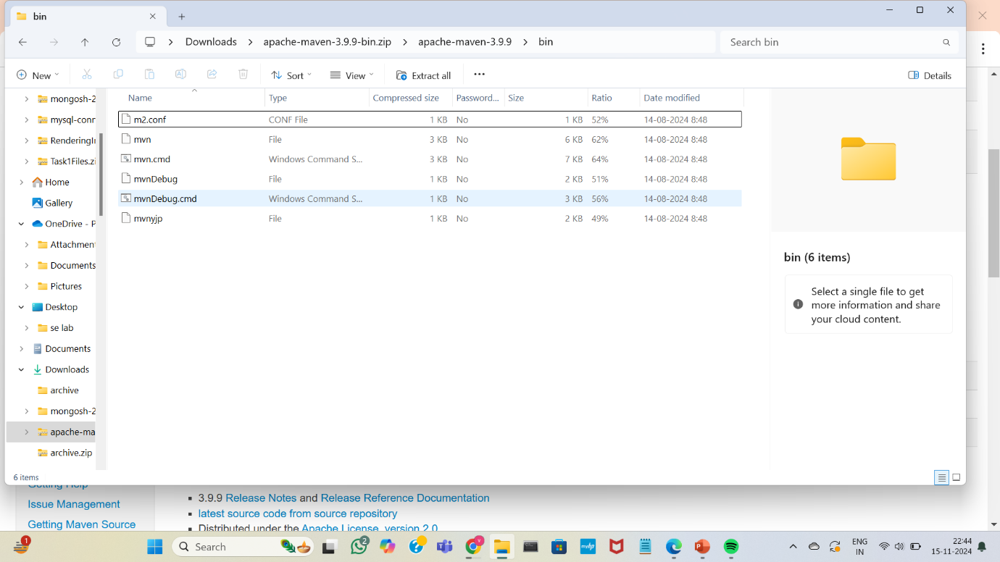 bin
Downloads > apache-maven-3.9.9-bin.zip > apache-maven-3.9.9 > bin
Search bin
New
Sort
View
Extract all
Details
mongosh-2
mysql-conn
RenderingIn
Task1Files.zi
Home
Gallery
OneDrive - P
Attachment
Documents
Pictures
Desktop
se lab
Documents
Downloads
archive
mongosh-2
apache-ma
archive.zip
Name Type Compressed size Password... Size Ratio Date modified
m2.conf CONF File 1 KB No 1 KB 52% 14-08-2024 8:48
mvn File 3 KB No 6 KB 62% 14-08-2024 8:48
mvn.cmd Windows Command S... 3 KB No 7 KB 64% 14-08-2024 8:48
mvnDebug File 1 KB No 2 KB 51% 14-08-2024 8:48
mvnDebug.cmd Windows Command S... 1 KB No 3 KB 56% 14-08-2024 8:48
mvnyjp File 1 KB No 2 KB 49% 14-08-2024 8:48
bin (6 items)
Select a single file to get
more information and share
your cloud content.
6 items
Getting Help
Issue Management
Getting Maven Source
3.9.9 Release Notes and Release Reference Documentation
latest source code from source repository
Distributed under the Apache License, version 2.0
1
Search
2
myhp
ENG
IN
22:44
15-11-2024